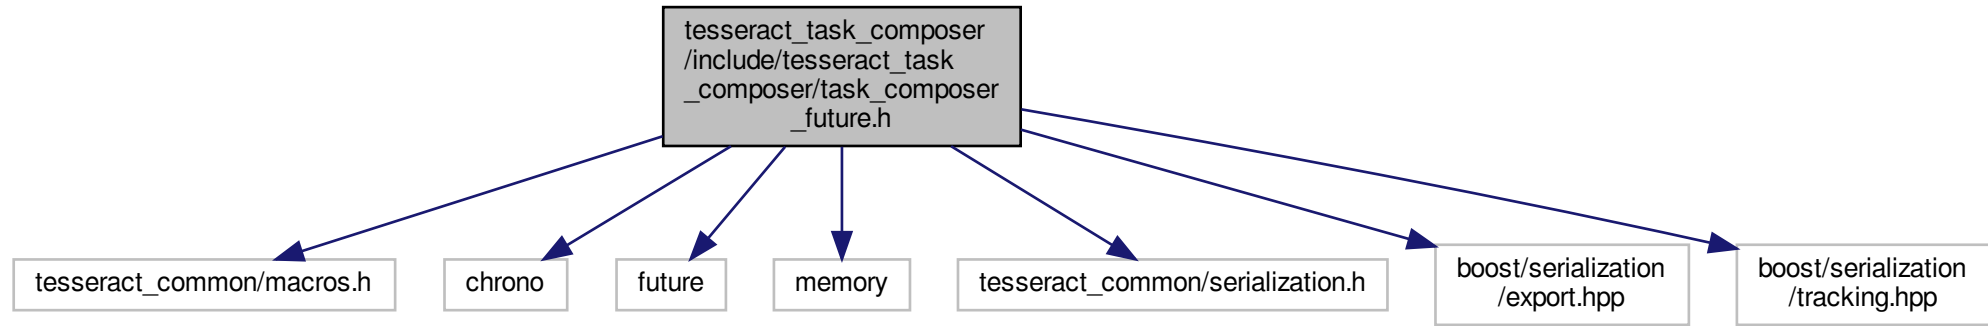 tesseract_task_composer
/include/tesseract_task
_composer/task_composer
_future.h
tesseract_common/macros.h
chrono
future
memory
tesseract_common/serialization.h
boost/serialization
/export.hpp
boost/serialization
/tracking.hpp